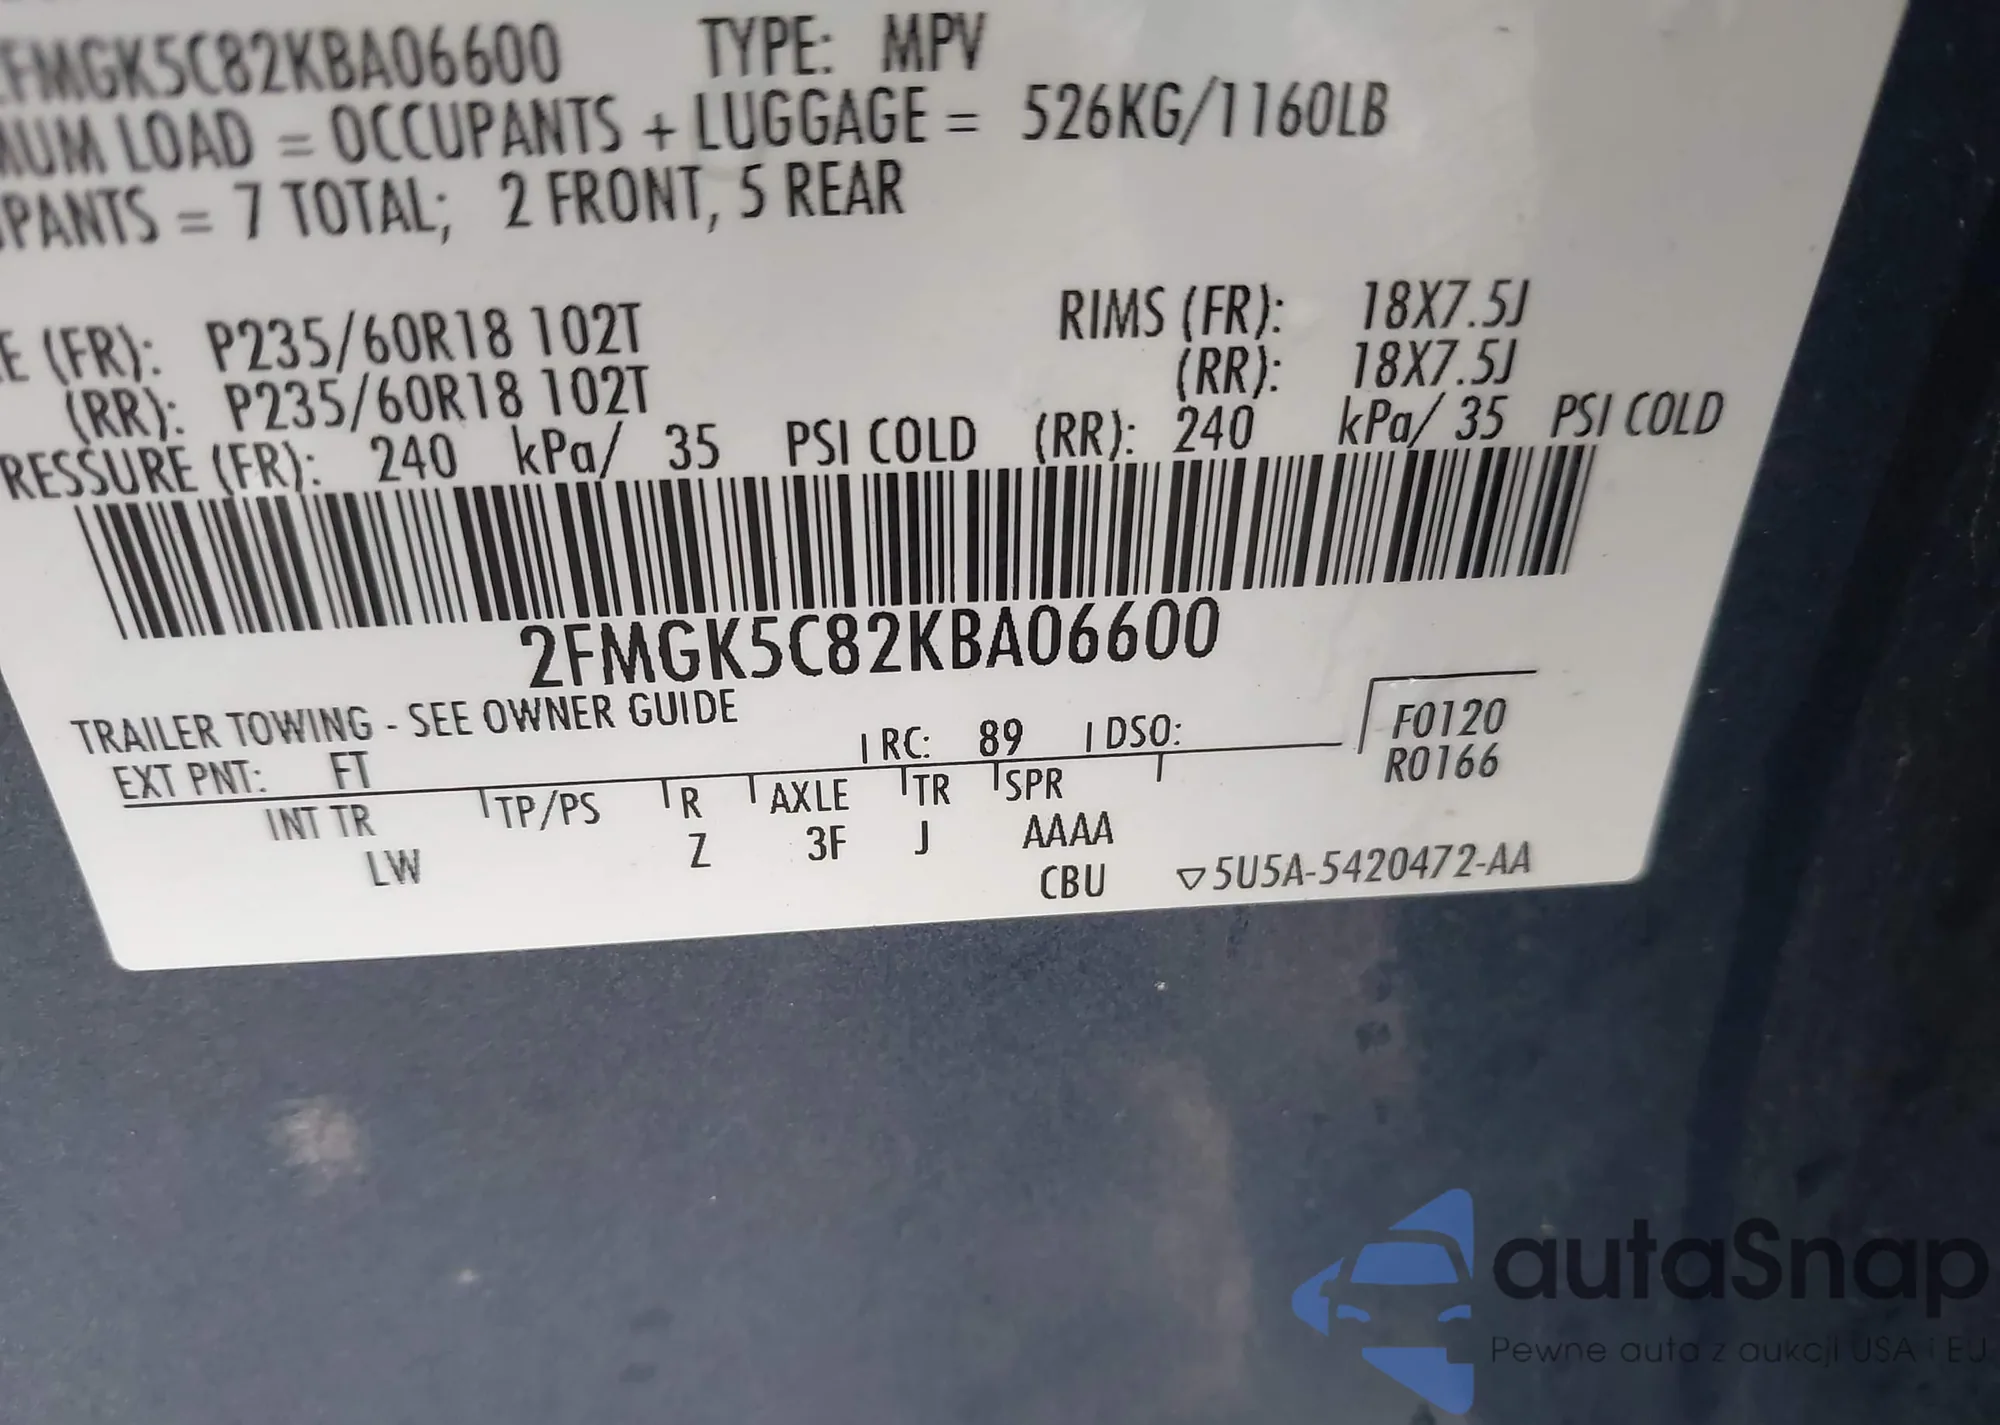 2FMGK5C82KBA06600 TYPE: MPV
MUM LOAD = OCCUPANTS + LUGGAGE = 526KG/1160LB
PANTS = 7 TOTAL; 2 FRONT, 5 REAR
E (FR): P235/60R18 102T RIMS (FR): 18X7.5J
(RR): P235/60R18 102T (RR): 18X7.5J
RESSURE (FR): 240 kPa/ 35 PSI COLD (RR): 240 kPa/ 35 PSI COLD
2FMGK5C82KBA06600
TRAILER TOWING - SEE OWNER GUIDE
EXT PNT: FT RC: 89 DSO: F0120
R0166
INT TR TP/PS R AXLE TR SPR
LW Z 3F J AAAA
CBU ▽5U5A-5420472-AA
autaSnap
Pewne auta z aukcji USA i EU